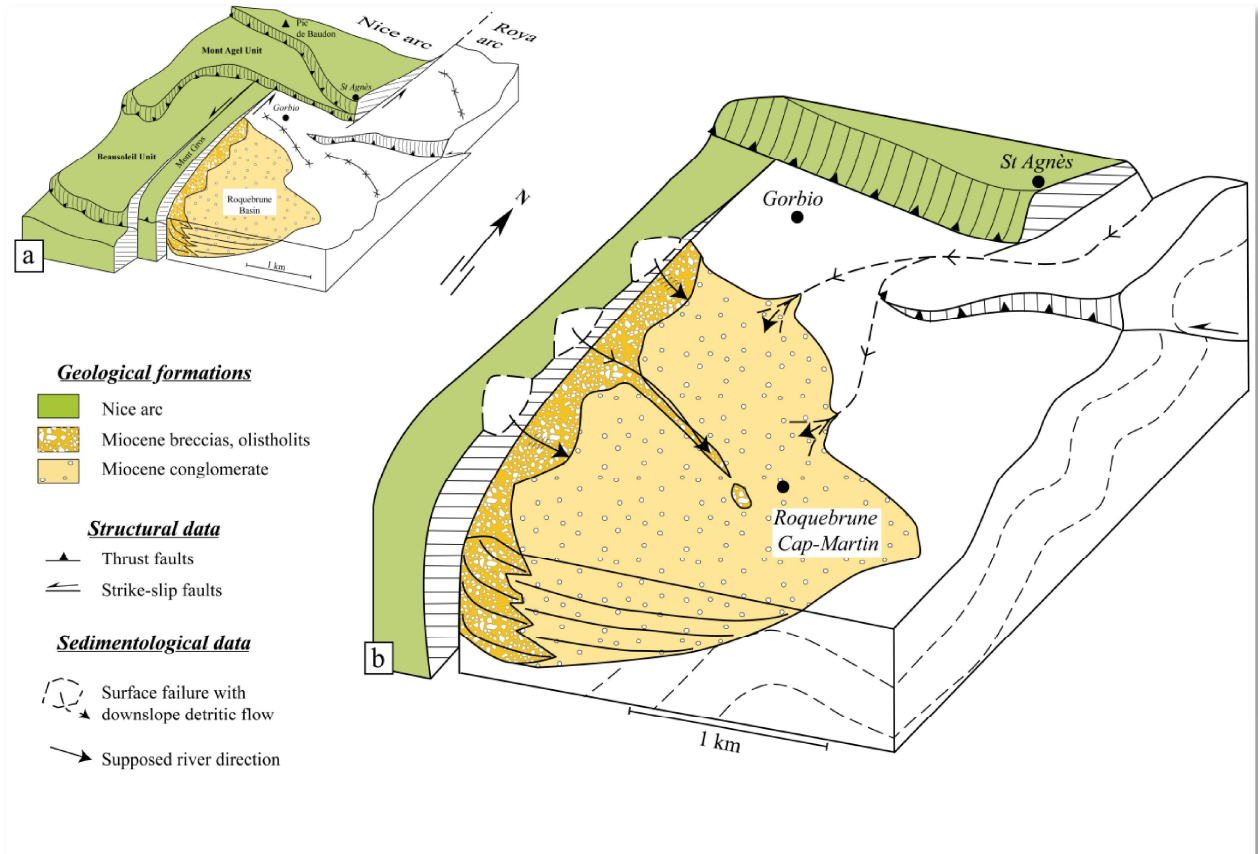 Pic
de Baudon
Nice arc
Roya
arc
Mont Agel Unit
St Agnès
Gorbio
Mont Gros
Beausoleil Unit
Roquebrune
Basin
a
1 km
N
St Agnès
Gorbio
Roquebrune
Cap-Martin
b
1 km
Geological formations
Nice arc
Miocene breccias, olistholits
Miocene conglomerate
Structural data
Thrust faults
Strike-slip faults
Sedimentological data
Surface failure with
downslope detritic flow
Supposed river direction